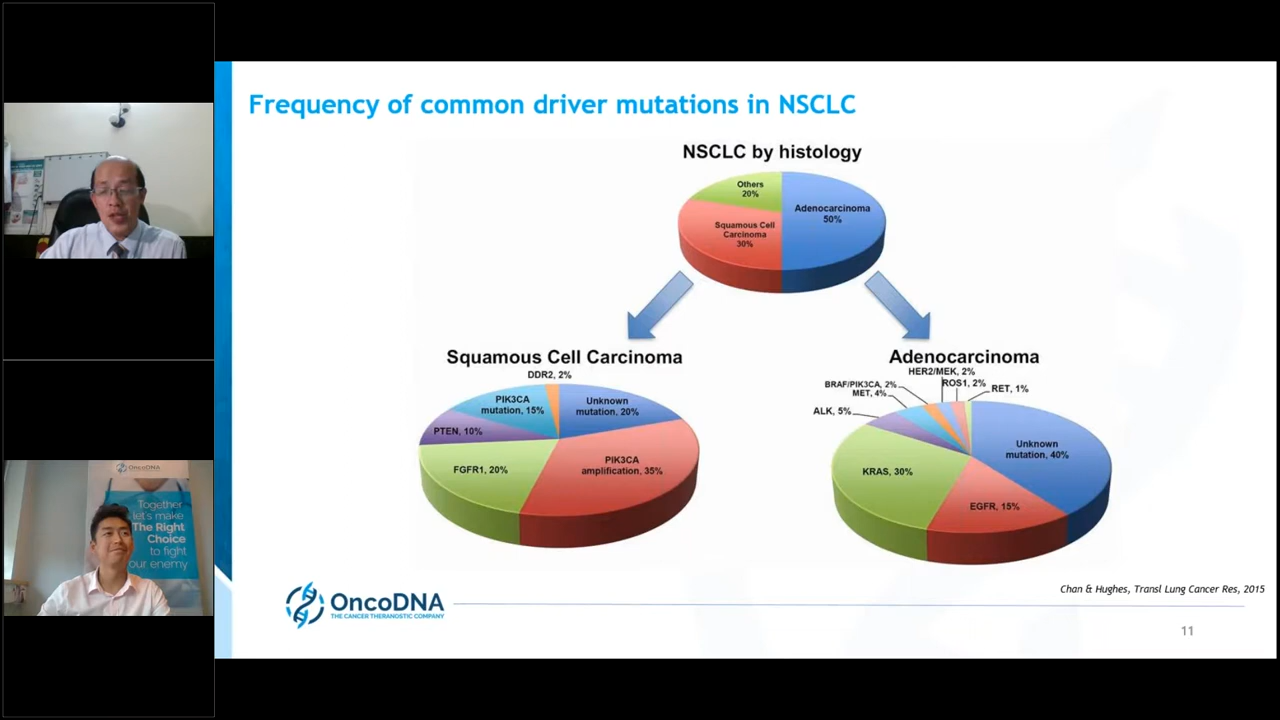 Frequency of common driver mutations in NSCLC
NSCLC by histology
Others
20%
Adenocarcinoma
50%
Squamous Cell
Carcinoma
30%
Squamous Cell Carcinoma
DDR2, 2%
PIK3CA
mutation, 15%
Unknown
mutation, 20%
PTEN, 10%
FGFR1, 20%
PIK3CA
amplification, 35%
Adenocarcinoma
HER2/MEK, 2%
BRAF/PIK3CA, 2%
ROS1, 2%
RET, 1%
MET, 4%
ALK, 5%
Unknown
mutation, 40%
KRAS, 30%
EGFR, 15%
Chan & Hughes, Transl Lung Cancer Res, 2015
OncoDNA
THE CANCER THERANOSTIC COMPANY
11
OncoDNA
Together
let's make
The Right
Choice
to fight
our enemy